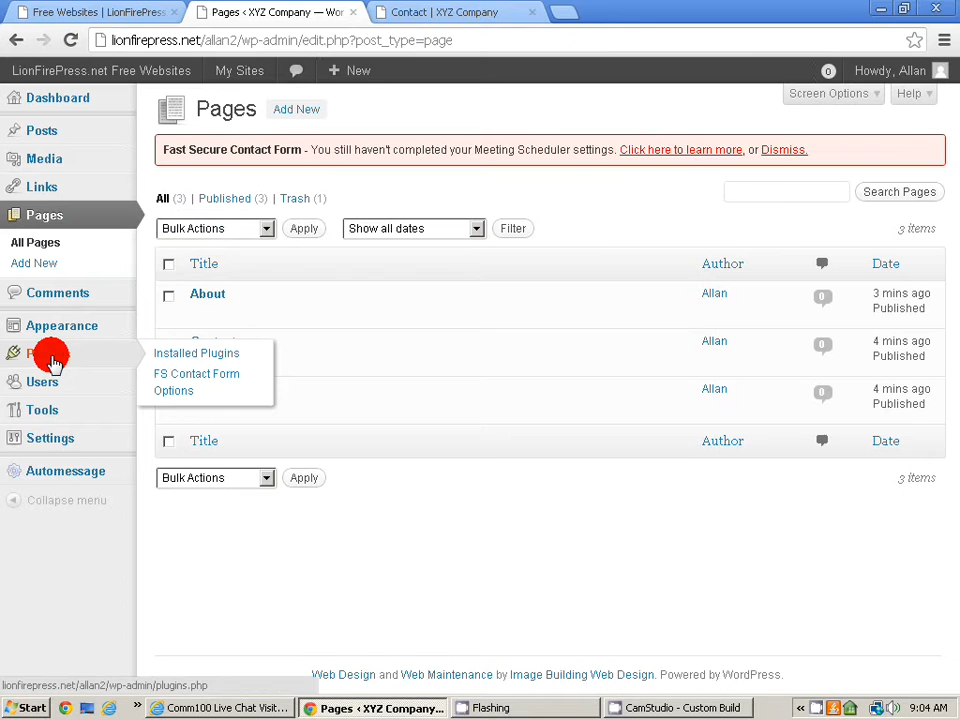 Free Websites | LionFirePress
Pages ‹ XYZ Company — Wor
Contact | XYZ Company
lionfirepress.net/allan2/wp-admin/edit.php?post_type=page
LionFirePress.net Free Websites
My Sites
New
0
Howdy, Allan
Dashboard
Posts
Media
Links
Pages
All Pages
Add New
Comments
Appearance
Users
Tools
Settings
Automessage
Collapse menu
Installed Plugins
FS Contact Form
Options
Screen Options
Help
Pages
Add New
Fast Secure Contact Form - You still haven't completed your Meeting Scheduler settings. Click here to learn more, or Dismiss.
All (3) | Published (3) | Trash (1)
Search Pages
Bulk Actions
Apply
Show all dates
Filter
3 items
Title
Author
Date
About
Allan
0
3 mins ago
Published
Allan
0
4 mins ago
Published
Allan
0
4 mins ago
Published
Title
Author
Date
Bulk Actions
Apply
3 items
Web Design and Web Maintenance by Image Building Web Design. Powered by WordPress.
lionfirepress.net/allan2/wp-admin/plugins.php
Start
Comm100 Live Chat Visit...
Pages ‹ XYZ Company...
Flashing
CamStudio - Custom Build
9:04 AM